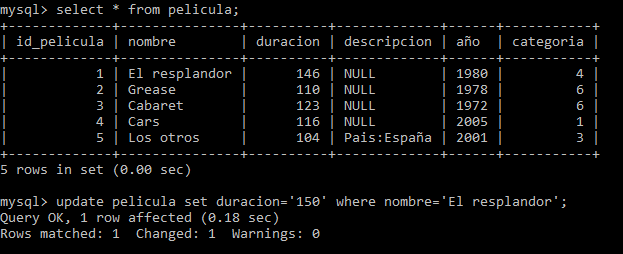 mysql> select * from pelicula;
+-------------+---------------+----------+-------------+------+-----------+
| id_pelicula | nombre        | duracion | descripcion | año  | categoria |
+-------------+---------------+----------+-------------+------+-----------+
|           1 | El resplandor |      146 | NULL        | 1980 |         4 |
|           2 | Grease        |      110 | NULL        | 1978 |         6 |
|           3 | Cabaret       |      123 | NULL        | 1972 |         6 |
|           4 | Cars          |      116 | NULL        | 2005 |         1 |
|           5 | Los otros     |      104 | Pais:España | 2001 |         3 |
+-------------+---------------+----------+-------------+------+-----------+
5 rows in set (0.00 sec)
mysql> update pelicula set duracion='150' where nombre='El resplandor';
Query OK, 1 row affected (0.18 sec)
Rows matched: 1  Changed: 1  Warnings: 0